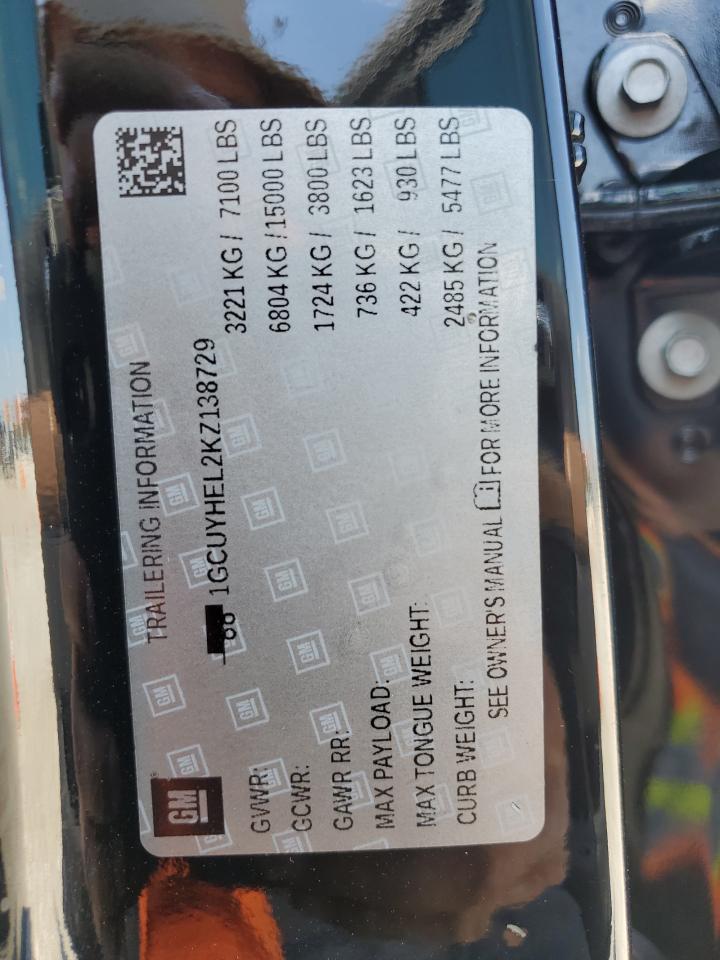 GM
TRAILERING INFORMATION
1GCUYHEL2KZ138729
GVWR: 3221 KG / 7100 LBS
GCWR: 6804 KG / 15000 LBS
GAWR RR: 1724 KG / 3800 LBS
MAX PAYLOAD: 736 KG / 1623 LBS
MAX TONGUE WEIGHT: 422 KG / 930 LBS
CURB WEIGHT: 2485 KG / 5477 LBS
SEE OWNER'S MANUAL FOR MORE INFORMATION